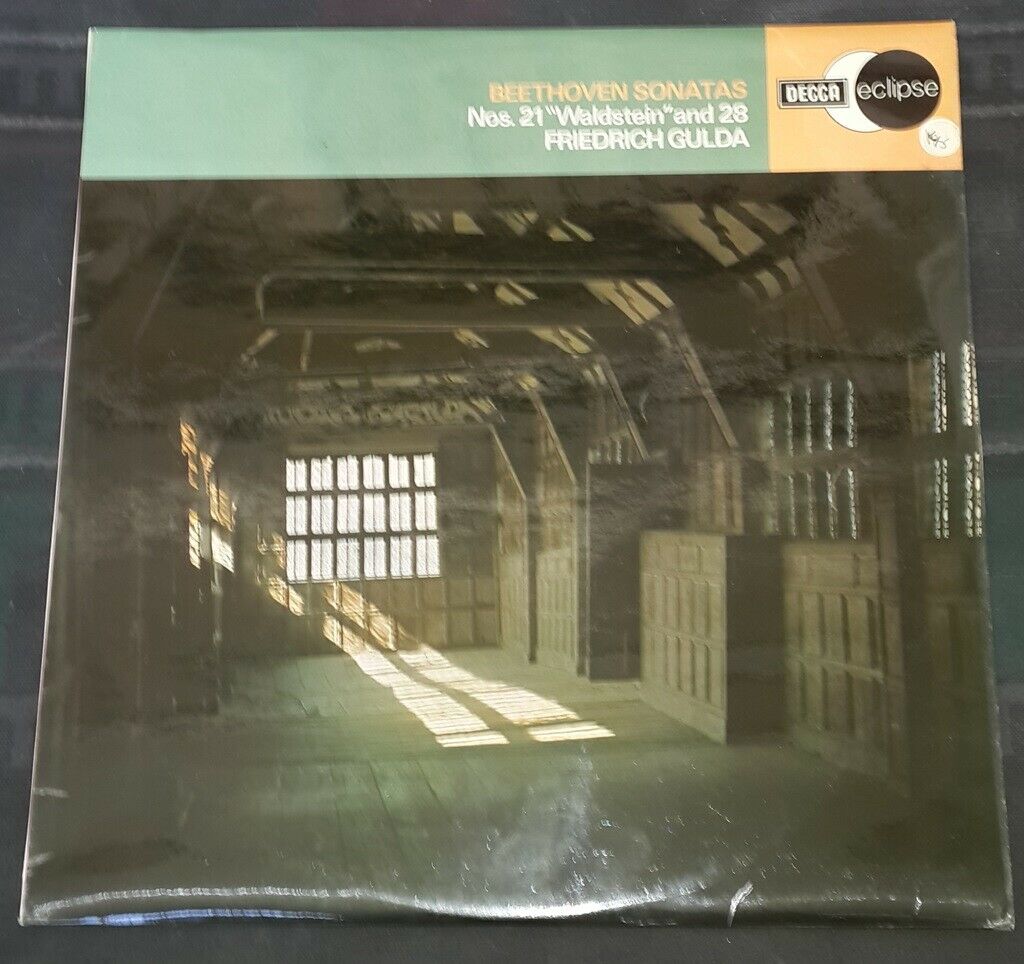 BEETHOVEN SONATAS
Nos. 21 "Waldstein" and 28
FRIEDRICH GULDA
DECCA eclipse